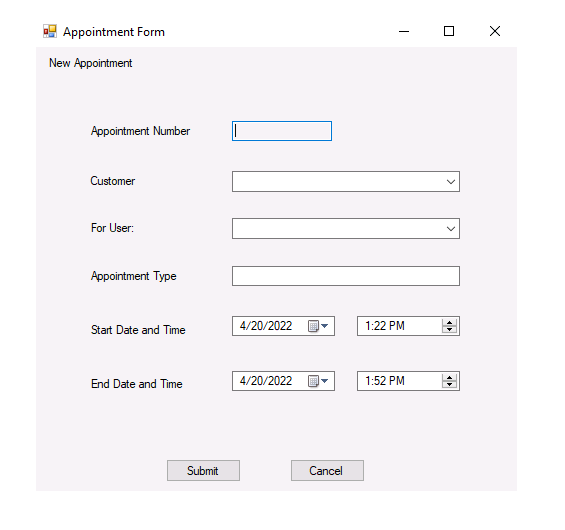 Appointment Form
New Appointment
Appointment Number
Customer
For User:
Appointment Type
Start Date and Time 4/20/2022 1:22 PM
End Date and Time 4/20/2022 1:52 PM
Submit Cancel